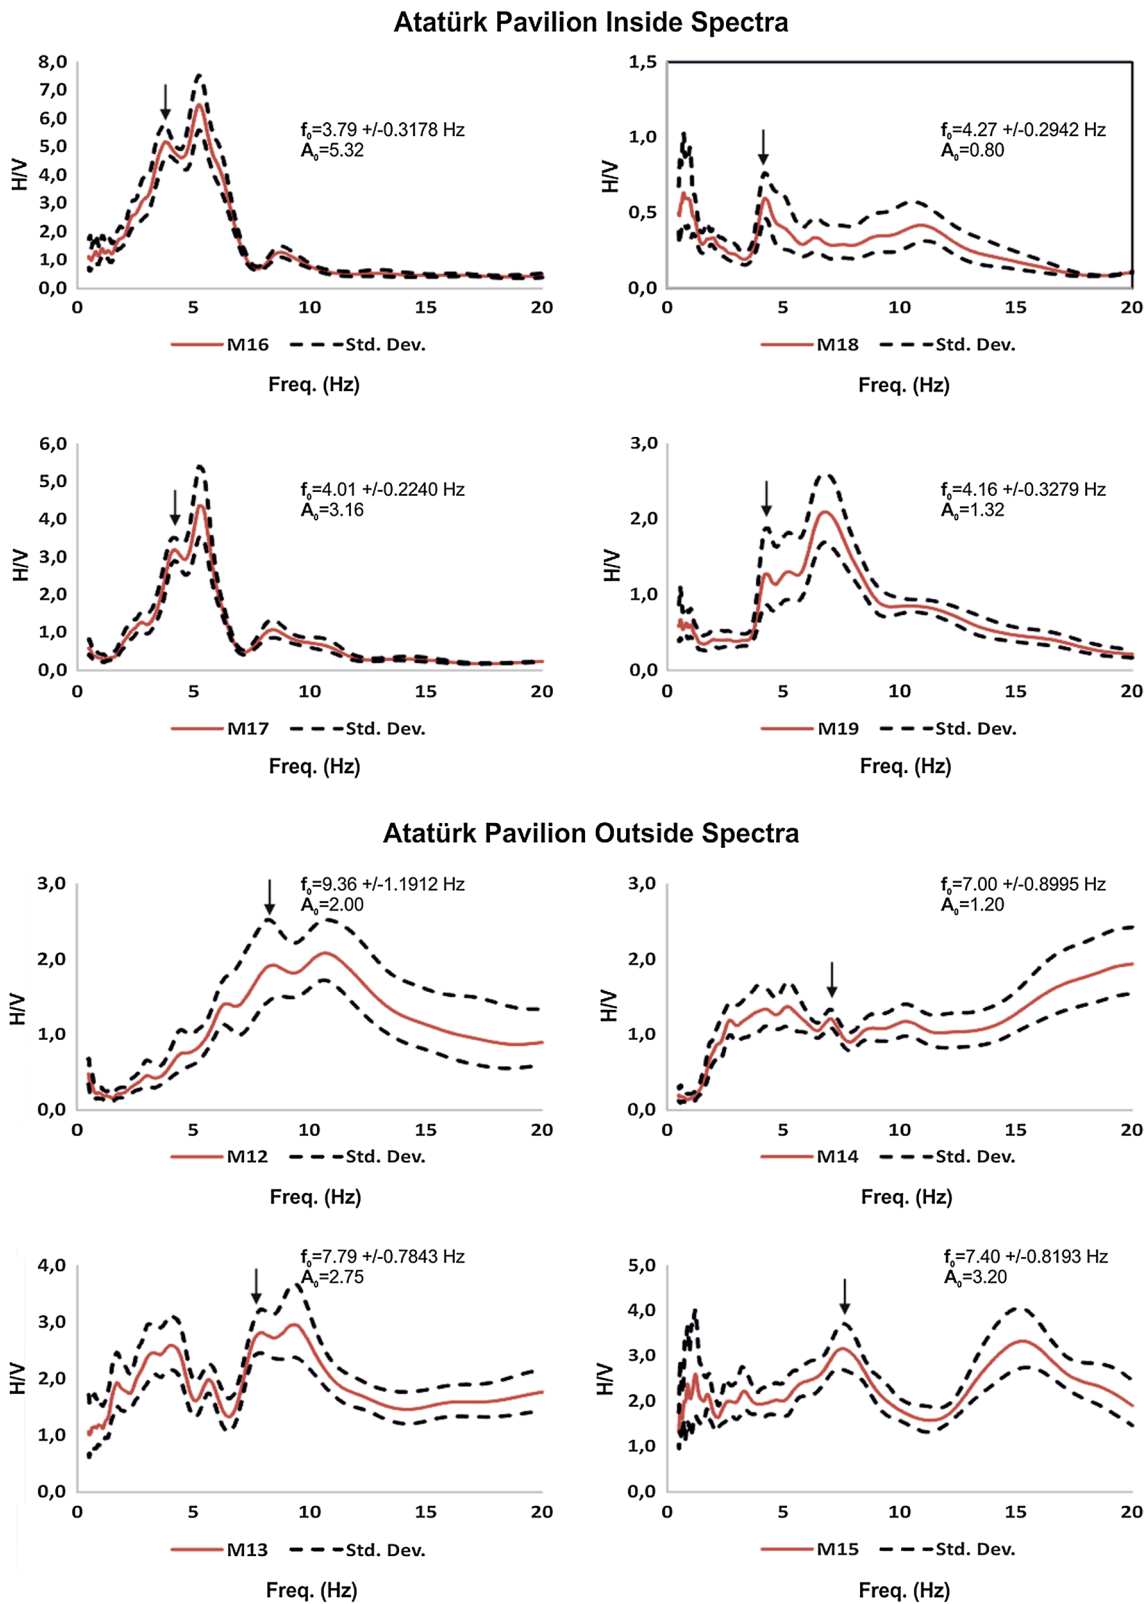 Atatürk Pavilion Inside Spectra
8,0
7,0
6,0
5,0
4,0
3,0
2,0
1,0
0,0
H/V
f₀=3.79 +/-0.3178 Hz
A₀=5.32
0 5 10 15 20
M16 Std. Dev.
Freq. (Hz)
1,5
1,0
0,5
0,0
H/V
f₀=4.27 +/-0.2942 Hz
A₀=0.80
0 5 10 15 20
M18 Std. Dev.
Freq. (Hz)
6,0
5,0
4,0
3,0
2,0
1,0
0,0
H/V
f₀=4.01 +/-0.2240 Hz
A₀=3.16
0 5 10 15 20
M17 Std. Dev.
Freq. (Hz)
3,0
2,0
1,0
0,0
H/V
f₀=4.16 +/-0.3279 Hz
A₀=1.32
0 5 10 15 20
M19 Std. Dev.
Freq. (Hz)
Atatürk Pavilion Outside Spectra
3,0
2,0
1,0
0,0
H/V
f₀=9.36 +/-1.1912 Hz
A₀=2.00
0 5 10 15 20
M12 Std. Dev.
Freq. (Hz)
3,0
2,0
1,0
0,0
H/V
f₀=7.00 +/-0.8995 Hz
A₀=1.20
0 5 10 15 20
M14 Std. Dev.
Freq. (Hz)
4,0
3,0
2,0
1,0
0,0
H/V
f₀=7.79 +/-0.7843 Hz
A₀=2.75
0 5 10 15 20
M13 Std. Dev.
Freq. (Hz)
5,0
4,0
3,0
2,0
1,0
0,0
H/V
f₀=7.40 +/-0.8193 Hz
A₀=3.20
0 5 10 15 20
M15 Std. Dev.
Freq. (Hz)